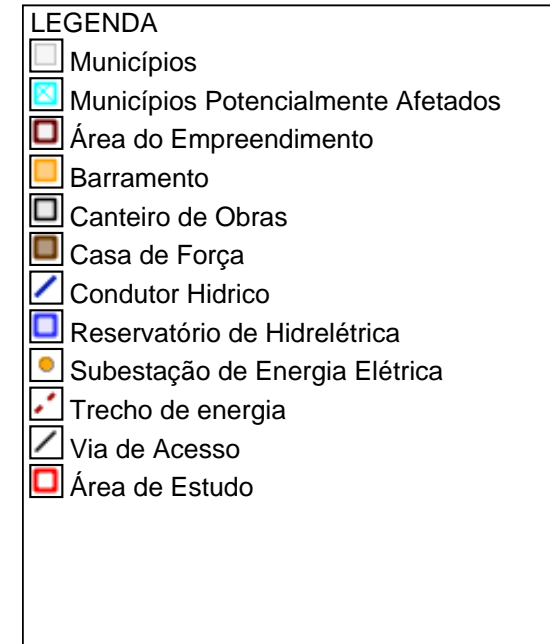 LEGENDA
Municípios
Municípios Potencialmente Afetados
Área do Empreendimento
Barramento
Canteiro de Obras
Casa de Força
Condutor Hidrico
Reservatório de Hidrelétrica
Subestação de Energia Elétrica
Trecho de energia
Via de Acesso
Área de Estudo